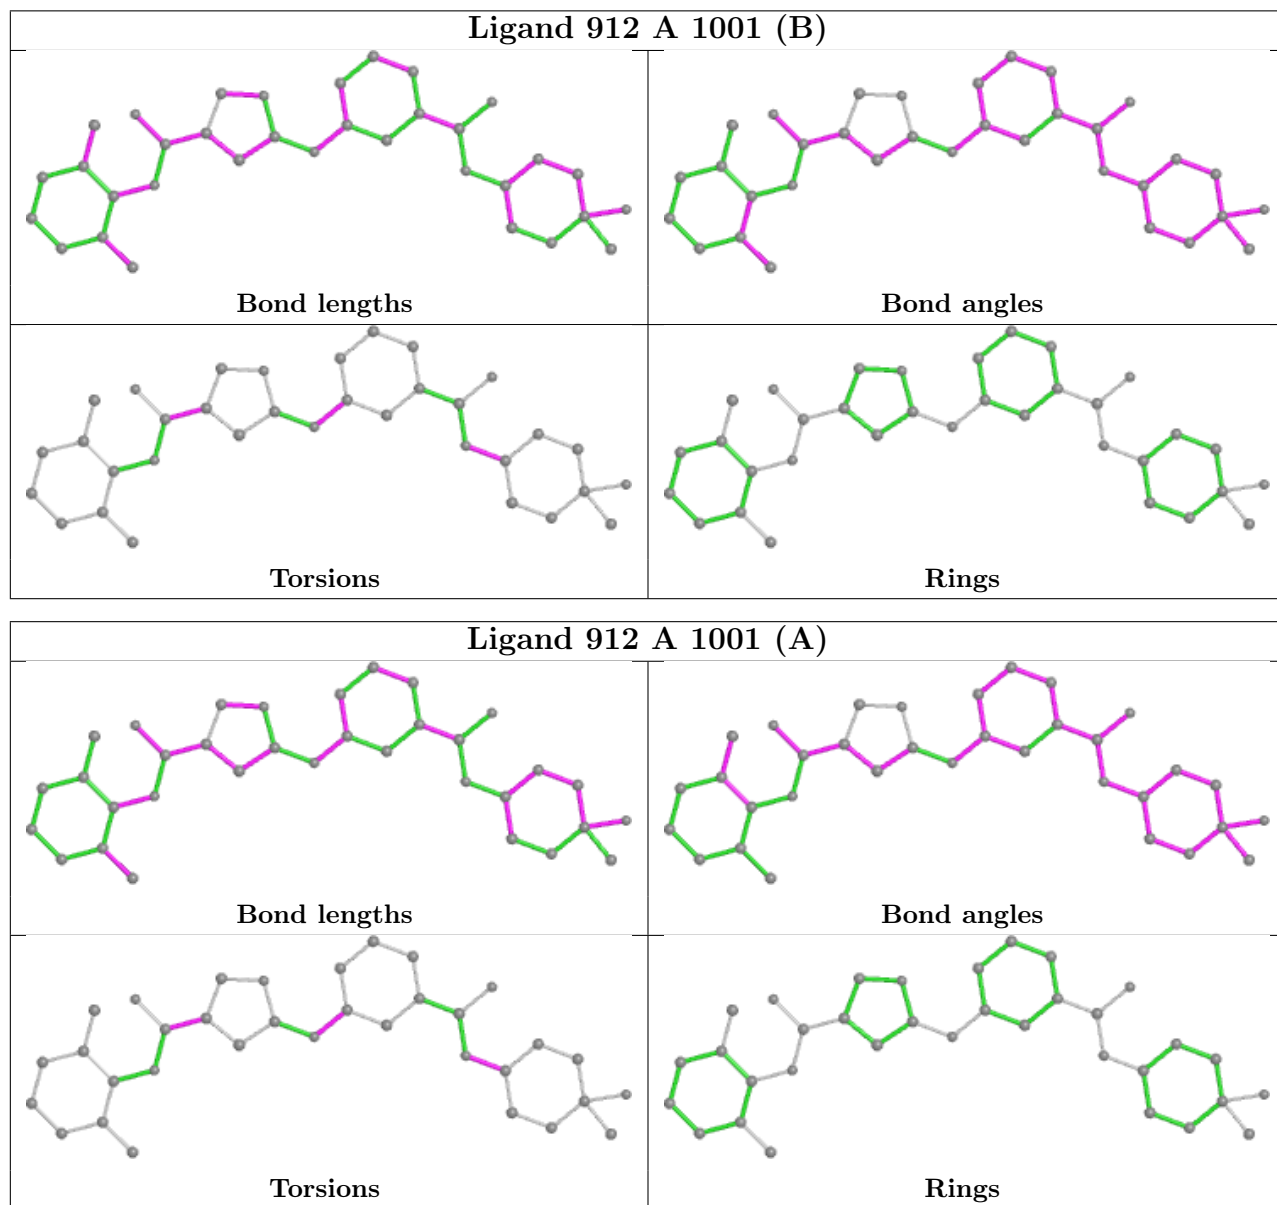 Ligand 912 A 1001 (B)
Bond lengths
Bond angles
Torsions
Rings
Ligand 912 A 1001 (A)
Bond lengths
Bond angles
Torsions
Rings